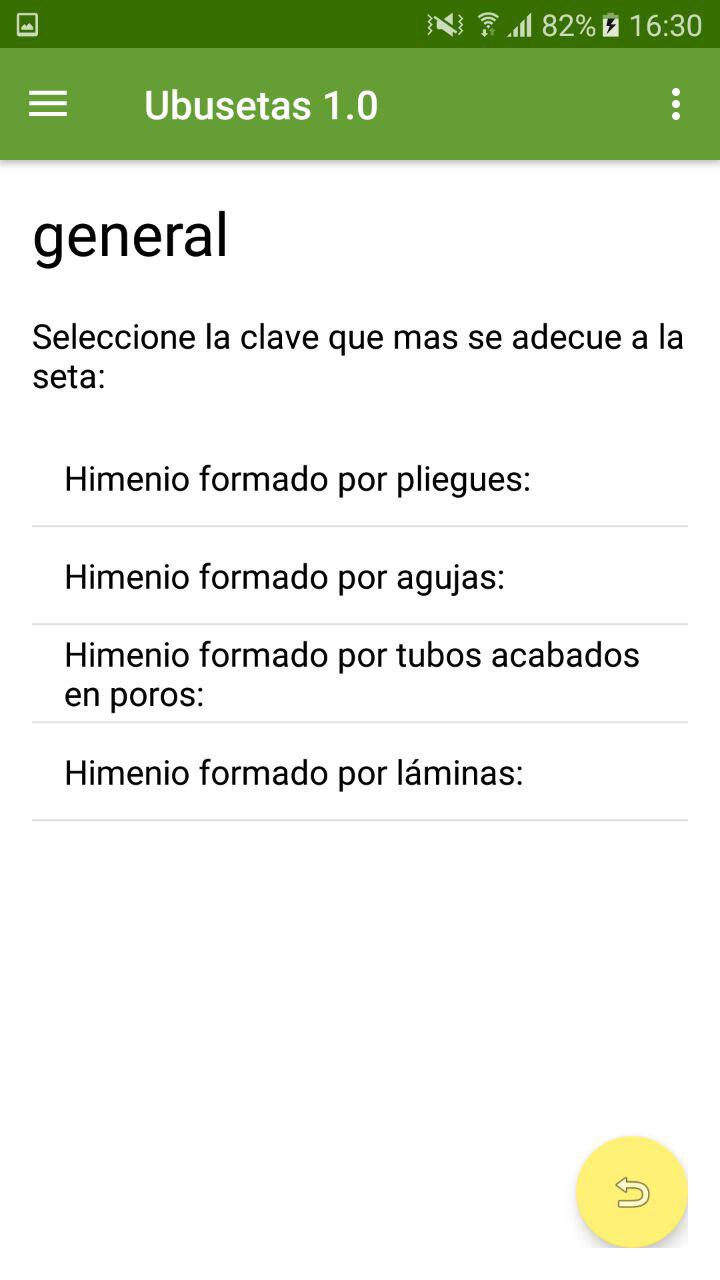 82% 16:30
Ubusetas 1.0
general
Seleccione la clave que mas se adecue a la
seta:
Himenio formado por pliegues:
Himenio formado por agujas:
Himenio formado por tubos acabados
en poros:
Himenio formado por láminas: